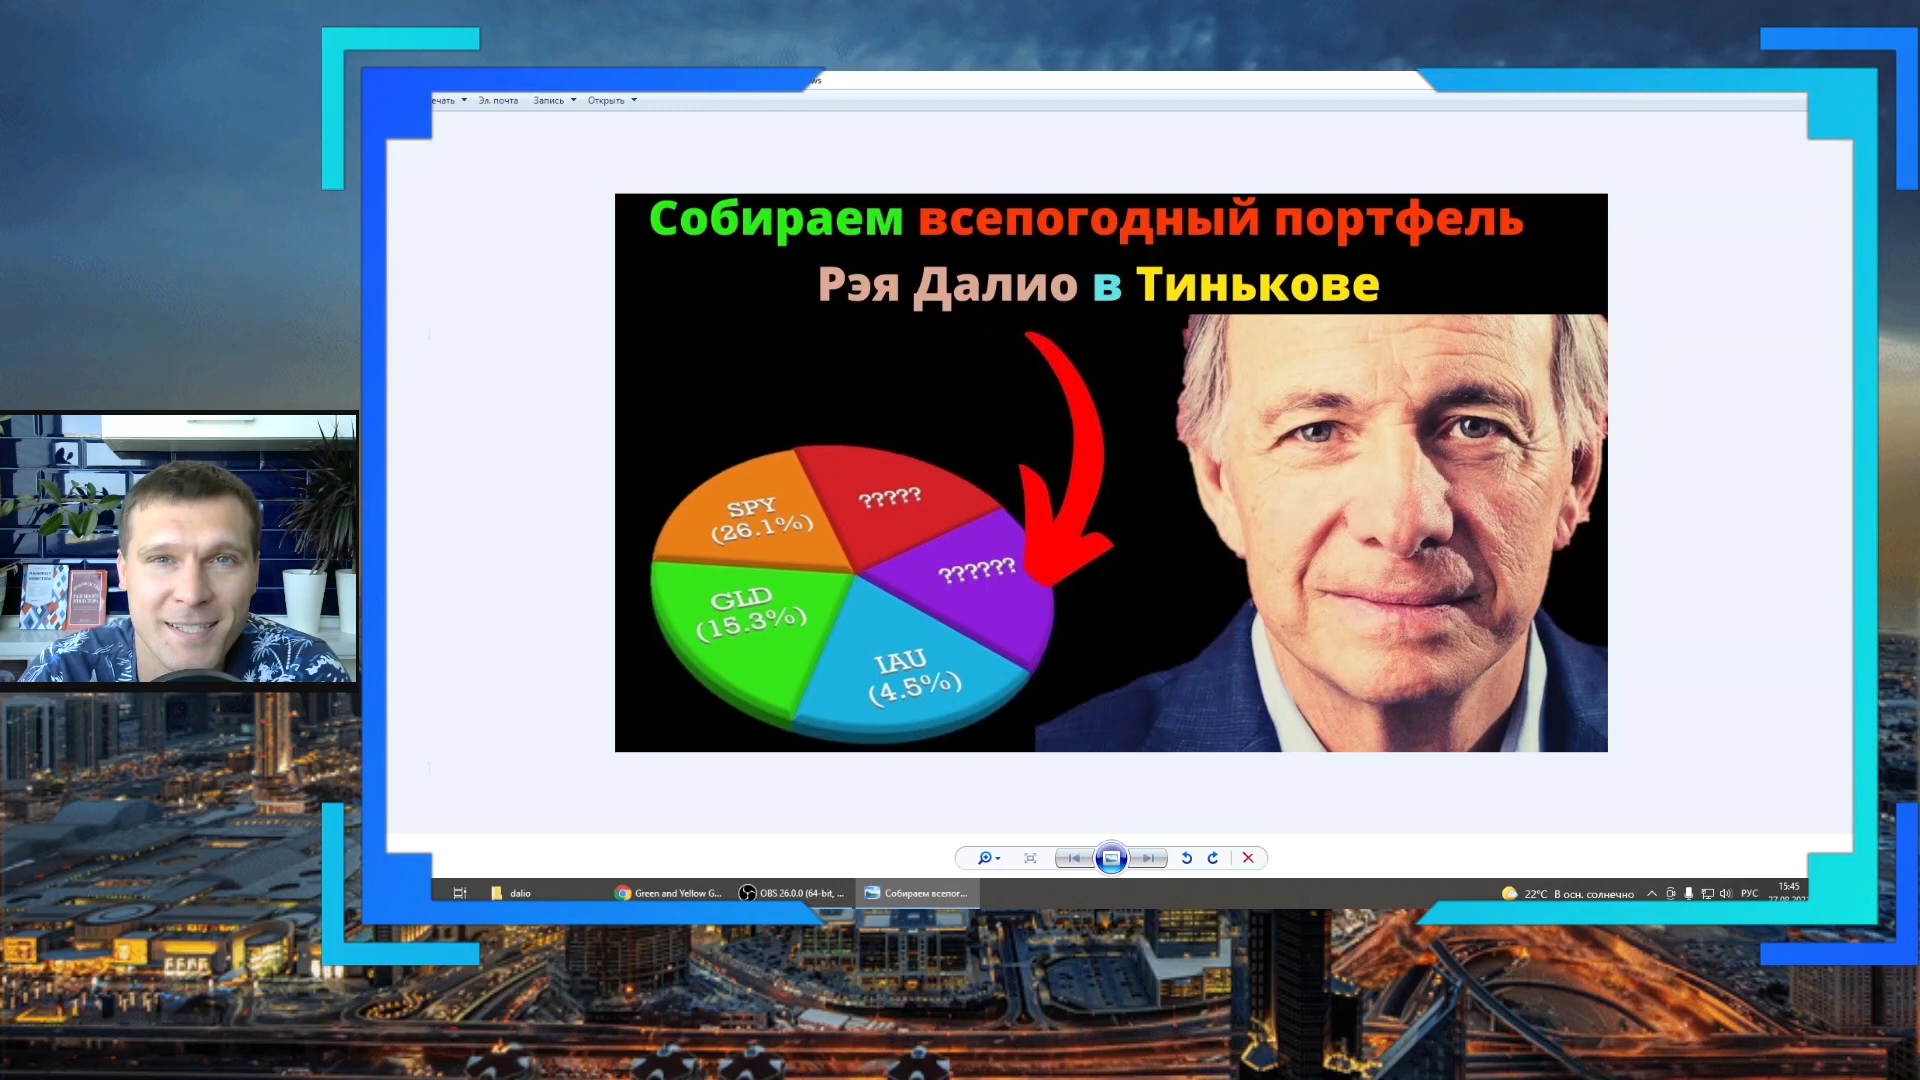 Эл. почта Запись Открыть
Собираем всепогодный портфель
Рэя Далио в Тинькове
SPY
(26.1%)
?????
??????
GLD
(15.3%)
IAU
(4.5%)
dalio
Green and Yellow G...
OBS 26.0.0 (64-bit, ...
Собираем всепог...
22°C В осн. солнечно
РУС
15:45